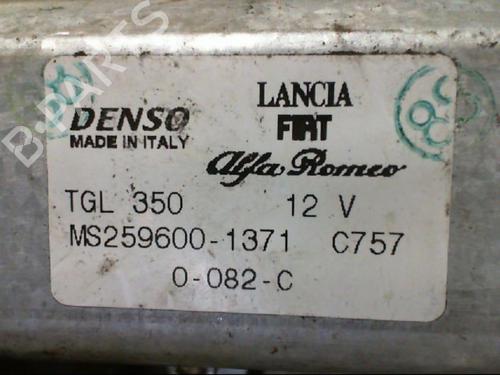 LANCIA
DENSO FIAT
MADE IN ITALY
Alfa Romeo
TGL 350 12 V
MS259600-1371 C757
0-082-C
B-PARTS